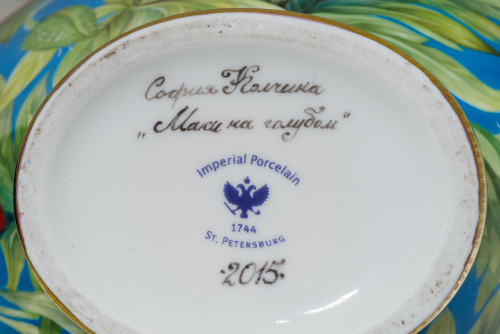 София Колчина
„Маки на голубом"
Imperial Porcelain
1744
St. Petersburg
·2015·